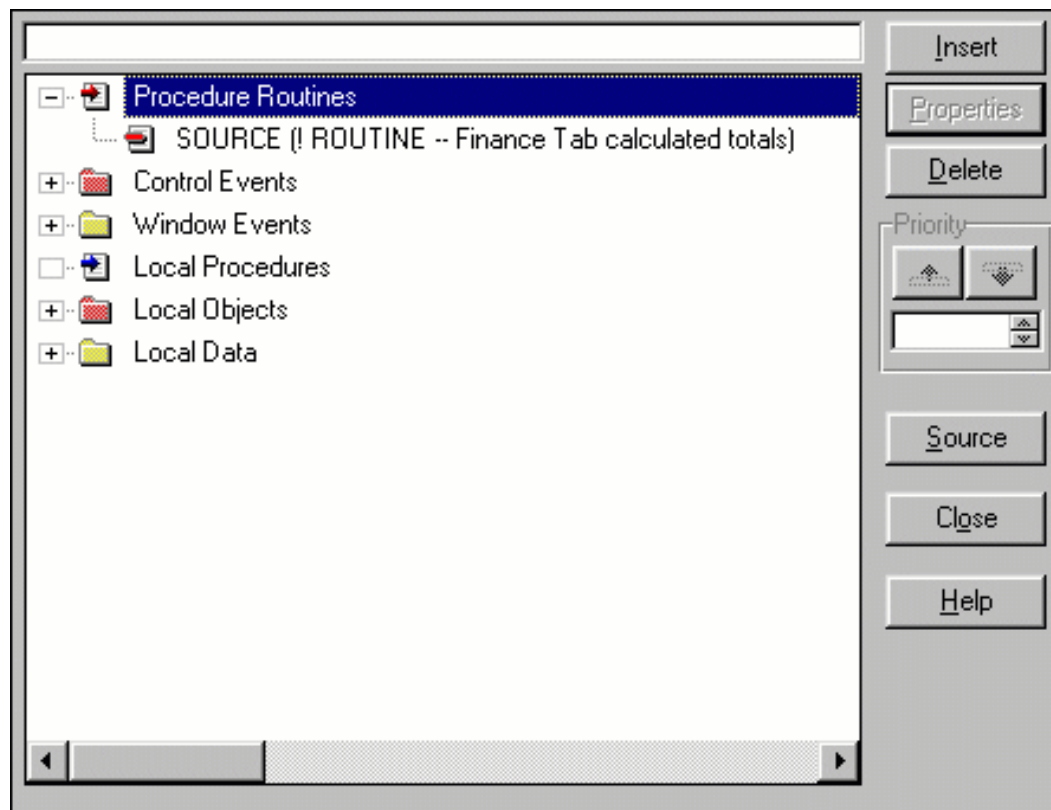 Insert
Procedure Routines
Properties
SOURCE (! ROUTINE -- Finance Tab calculated totals)
Control Events
Delete
Window Events
Priority
Local Procedures
Local Objects
Local Data
Source
Close
Help